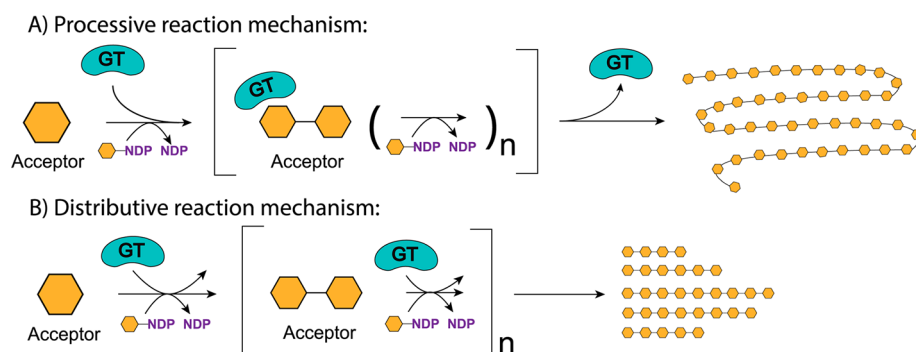 A) Processive reaction mechanism:
GT
GT
GT
Acceptor
NDP NDP
Acceptor
( NDP NDP )n
B) Distributive reaction mechanism:
GT
GT
Acceptor
NDP NDP
Acceptor
NDP NDP
n